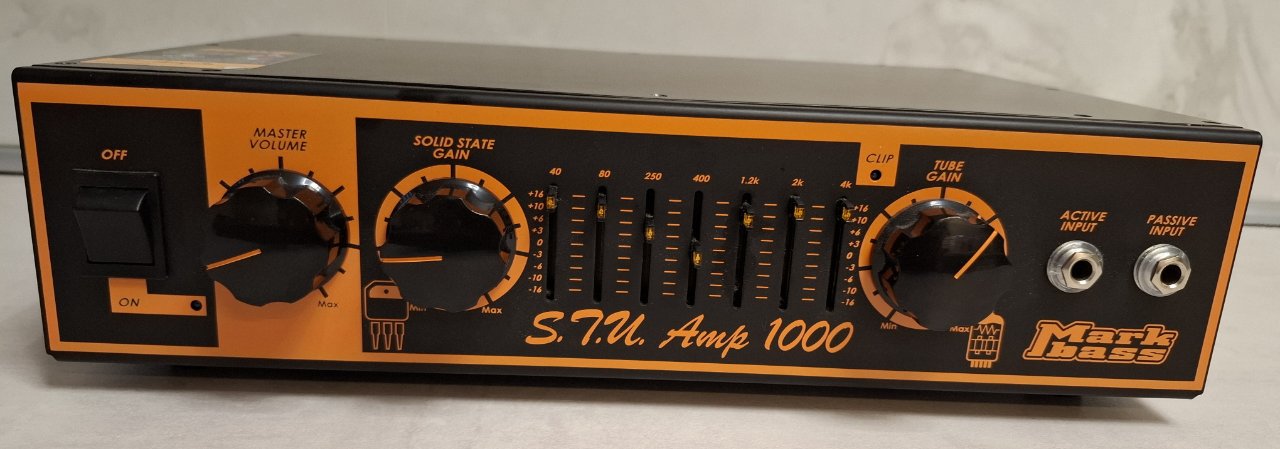 OFF
ON
MASTER
VOLUME
Max
SOLID STATE
GAIN
Min
Max
40 80 250 400 1.2k 2k 4k
+16 +16
+10 +10
+6 +6
+3 +3
0 0
-3 -3
-6 -6
-10 -10
-16 -16
S.T.U. Amp 1000
CLIP
TUBE
GAIN
Min
Max
ACTIVE
INPUT
PASSIVE
INPUT
Mark
bass